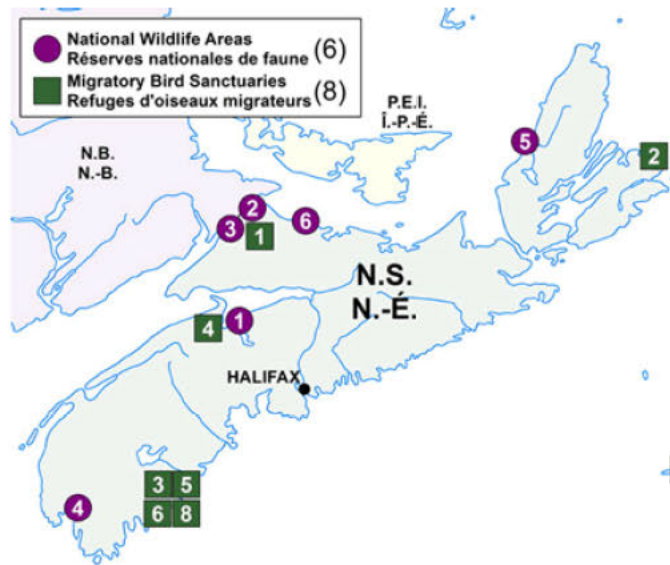 National Wildlife Areas
Réserves nationales de faune (6)
Migratory Bird Sanctuaries
Refuges d'oiseaux migrateurs (8)
P.E.I.
Î.-P.-É.
N.B.
N.-B.
5
2
2
3
1
6
N.S.
N.-É.
4
1
HALIFAX
3 5
6 8
4